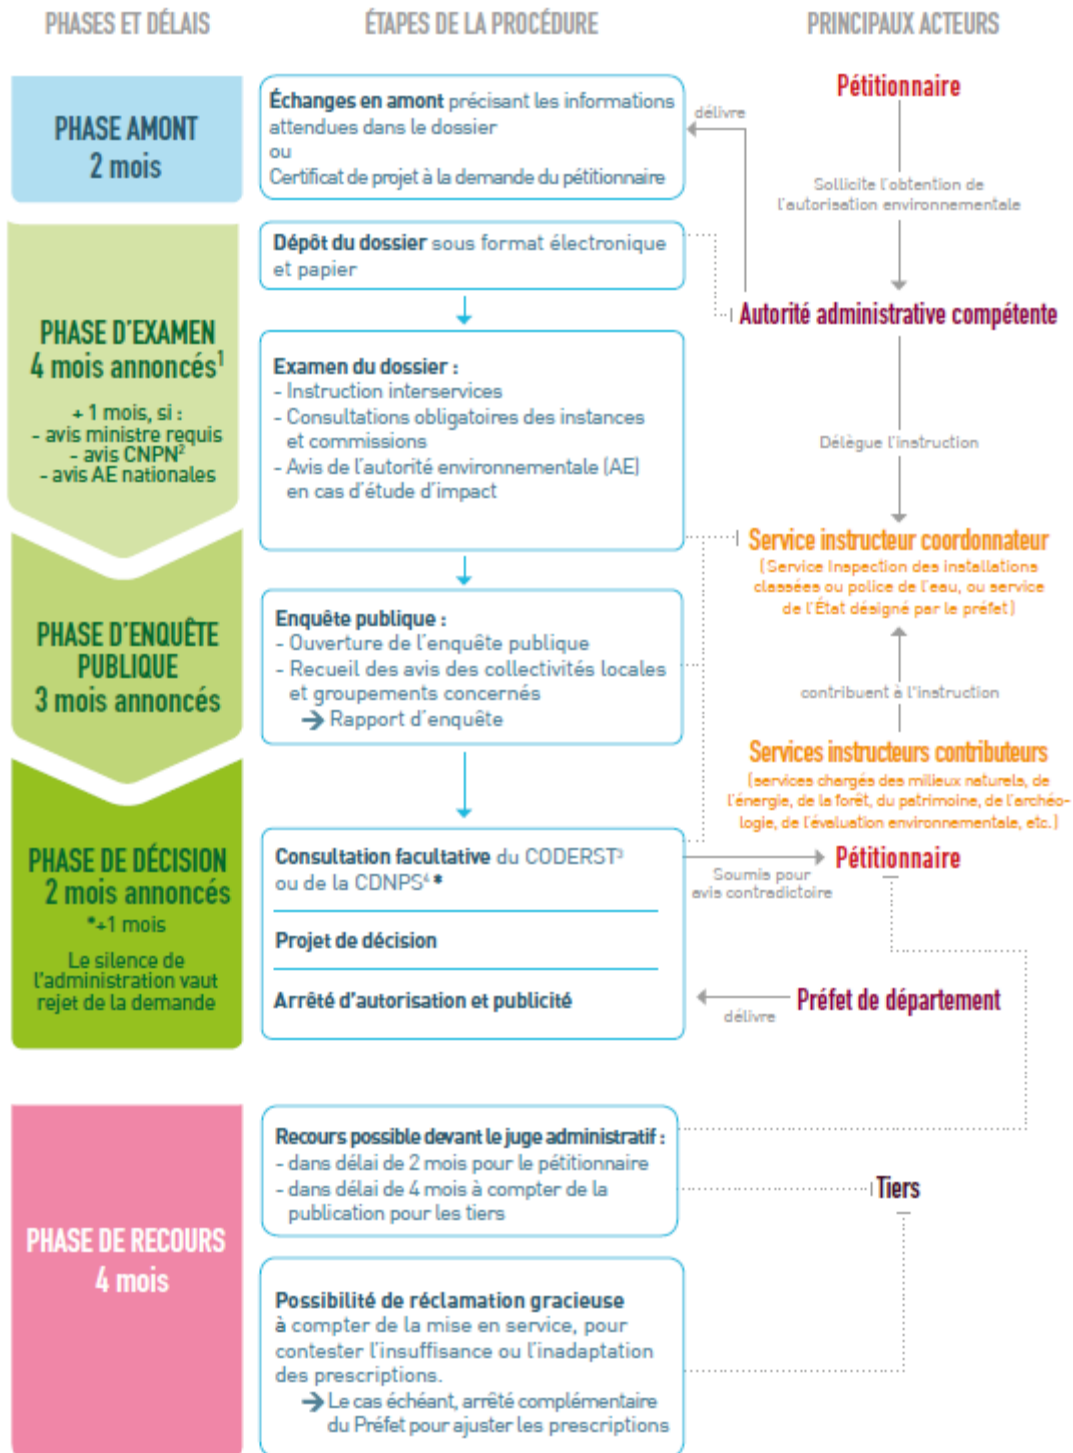 PHASES ET DÉLAIS
ÉTAPES DE LA PROCÉDURE
PRINCIPAUX ACTEURS
PHASE AMONT
2 mois
Échanges en amont précisant les informations
attendues dans le dossier
ou
Certificat de projet à la demande du pétitionnaire
délivre
Pétitionnaire
Sollicite l'obtention de
l'autorisation environnementale
Autorité administrative compétente
PHASE D'EXAMEN
4 mois annoncés¹
+ 1 mois, si :
- avis ministre requis
- avis CNPN²
- avis AE nationales
Dépôt du dossier sous format électronique
et papier
Examen du dossier :
- Instruction interservices
- Consultations obligatoires des instances
et commissions
- Avis de l'autorité environnementale (AE)
en cas d'étude d'impact
Délègue l'instruction
Service instructeur coordonnateur
(Service Inspection des installations
classées ou police de l'eau, ou service
de l'État désigné par le préfet)
PHASE D'ENQUÊTE
PUBLIQUE
3 mois annoncés
Enquête publique :
- Ouverture de l'enquête publique
- Recueil des avis des collectivités locales
et groupements concernés
→ Rapport d'enquête
contribuent à l'instruction
Services instructeurs contributeurs
(services chargés des milieux naturels, de
l'énergie, de la forêt, du patrimoine, de l'archéo-
logie, de l'évaluation environnementale, etc.)
PHASE DE DÉCISION
2 mois annoncés
*+1 mois
Le silence de
l'administration vaut
rejet de la demande
Consultation facultative du CODERST³
ou de la CDNPS⁴ *
Projet de décision
Arrêté d'autorisation et publicité
Soumis pour
avis contradictoire
Pétitionnaire
délivre
Préfet de département
PHASE DE RECOURS
4 mois
Recours possible devant le juge administratif :
- dans délai de 2 mois pour le pétitionnaire
- dans délai de 4 mois à compter de la
publication pour les tiers
Tiers
Possibilité de réclamation gracieuse
à compter de la mise en service, pour
contester l'insuffisance ou l'inadaptation
des prescriptions.
→ Le cas échéant, arrêté complémentaire
du Préfet pour ajuster les prescriptions